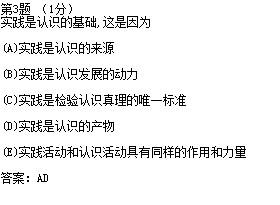 第3题 （1分）
实践是认识的基础,这是因为
(A)实践是认识的来源
(B)实践是认识发展的动力
(C)实践是检验认识真理的唯一标准
(D)实践是认识的产物
(E)实践活动和认识活动具有同样的作用和力量
答案: AD